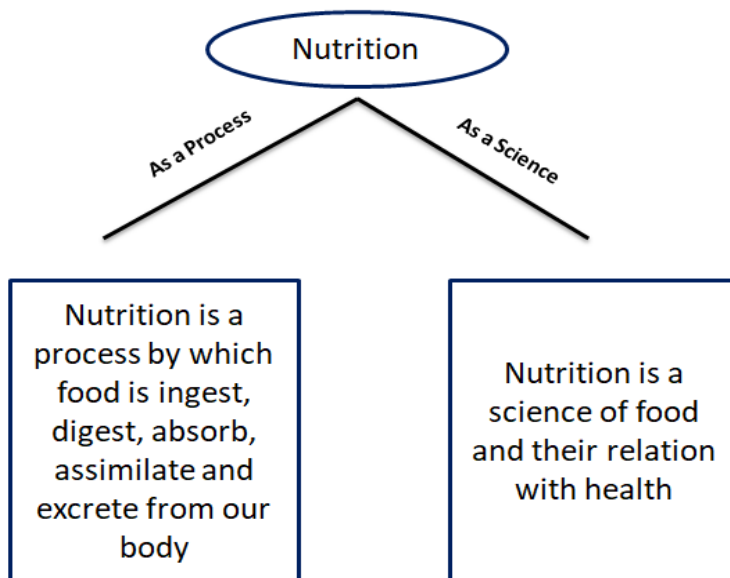 Nutrition
As a Process
As a Science
Nutrition is a
process by which
food is ingest,
digest, absorb,
assimilate and
excrete from our
body
Nutrition is a
science of food
and their relation
with health